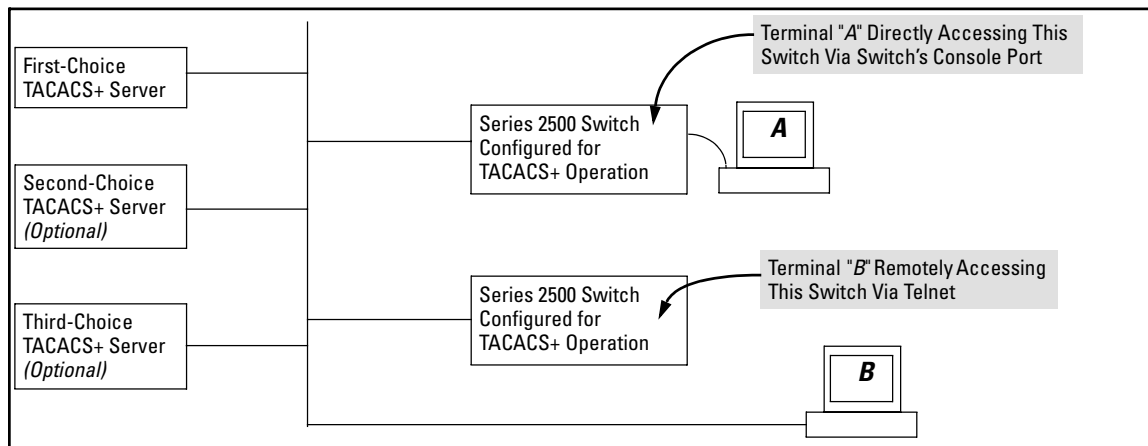 First-Choice
TACACS+ Server
Second-Choice
TACACS+ Server
(Optional)
Third-Choice
TACACS+ Server
(Optional)
Terminal "A" Directly Accessing This
Switch Via Switch's Console Port
Series 2500 Switch
Configured for
TACACS+ Operation
A
Terminal "B" Remotely Accessing
This Switch Via Telnet
Series 2500 Switch
Configured for
TACACS+ Operation
B